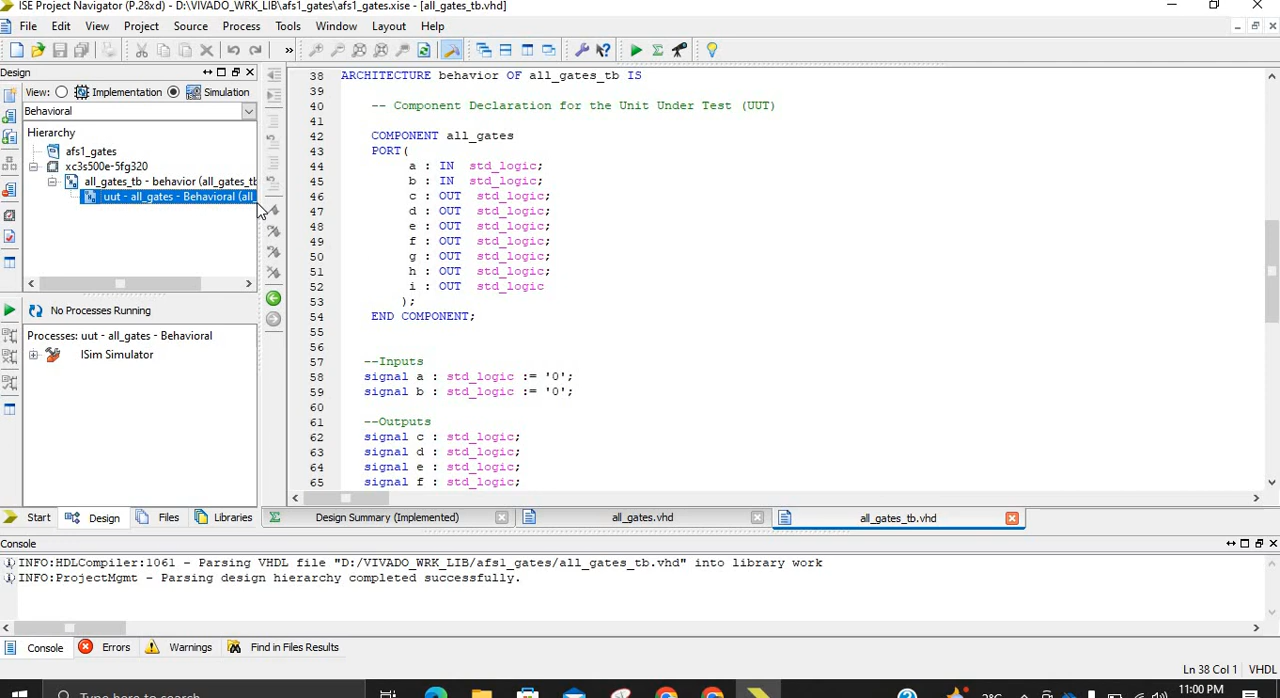 ISE Project Navigator (P.28xd) - D:\VIVADO_WRK_LIB\afs1_gates\afs1_gates.xise - [all_gates_tb.vhd]
File Edit View Project Source Process Tools Window Layout Help
Design
View: Implementation Simulation
Behavioral
Hierarchy
afs1_gates
xc3s500e-5fg320
all_gates_tb - behavior (all_gates_tb
uut - all_gates - Behavioral (all_
No Processes Running
Processes: uut - all_gates - Behavioral
ISim Simulator
38 ARCHITECTURE behavior OF all_gates_tb IS
39
40 -- Component Declaration for the Unit Under Test (UUT)
41
42 COMPONENT all_gates
43 PORT(
44 a : IN std_logic;
45 b : IN std_logic;
46 c : OUT std_logic;
47 d : OUT std_logic;
48 e : OUT std_logic;
49 f : OUT std_logic;
50 g : OUT std_logic;
51 h : OUT std_logic;
52 i : OUT std_logic
53 );
54 END COMPONENT;
55
56
57 --Inputs
58 signal a : std_logic := '0';
59 signal b : std_logic := '0';
60
61 --Outputs
62 signal c : std_logic;
63 signal d : std_logic;
64 signal e : std_logic;
65 signal f : std_logic;
Start Design Files Libraries Design Summary (Implemented) all_gates.vhd all_gates_tb.vhd
Console
INFO:HDLCompiler:1061 - Parsing VHDL file "D:/VIVADO_WRK_LIB/afs1_gates/all_gates_tb.vhd" into library work
INFO:ProjectMgmt - Parsing design hierarchy completed successfully.
Console Errors Warnings Find in Files Results
Ln 38 Col 1 VHDL
Type here to search
11:00 PM